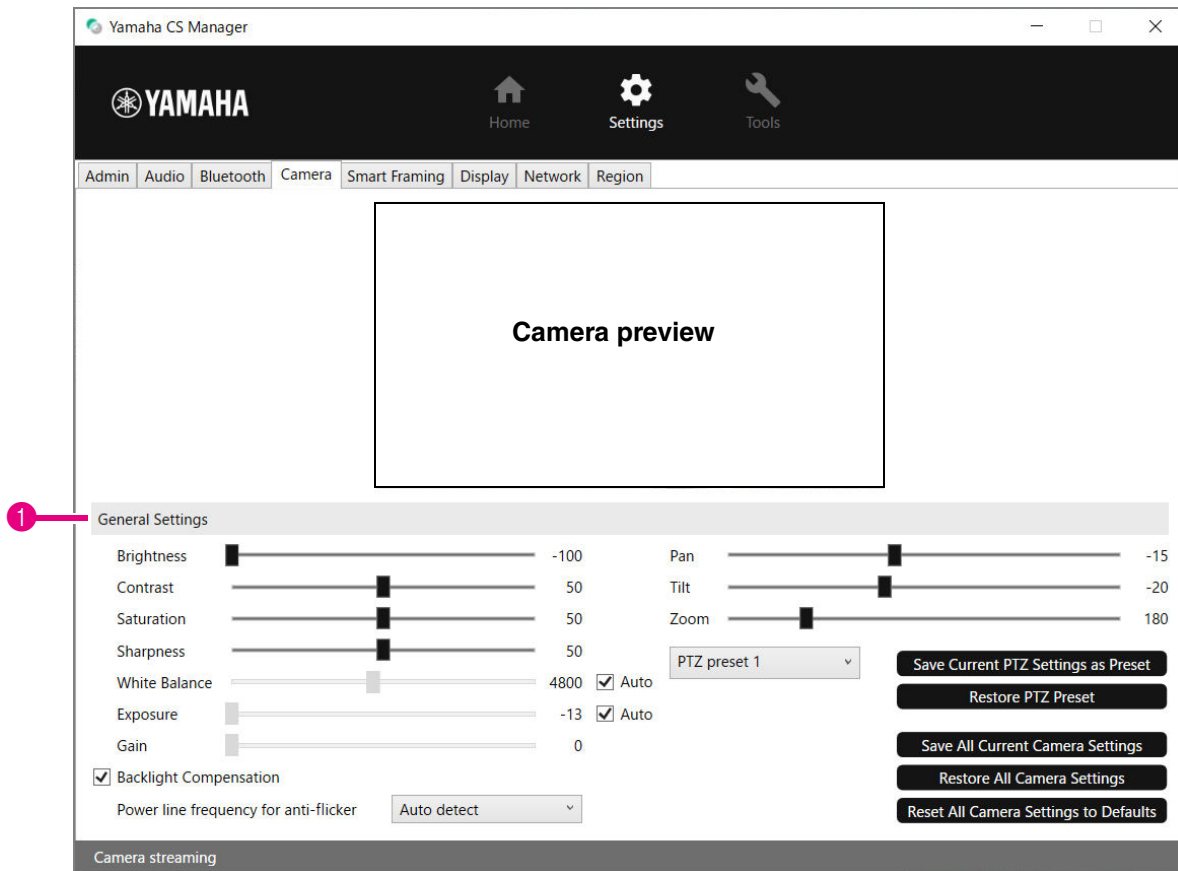 Yamaha CS Manager
YAMAHA
Home Settings Tools
Admin Audio Bluetooth Camera Smart Framing Display Network Region
Camera preview
1
General Settings
Brightness -100
Contrast 50
Saturation 50
Sharpness 50
White Balance 4800 Auto
Exposure -13 Auto
Gain 0
Backlight Compensation
Power line frequency for anti-flicker Auto detect
Pan -15
Tilt -20
Zoom 180
PTZ preset 1
Save Current PTZ Settings as Preset
Restore PTZ Preset
Save All Current Camera Settings
Restore All Camera Settings
Reset All Camera Settings to Defaults
Camera streaming